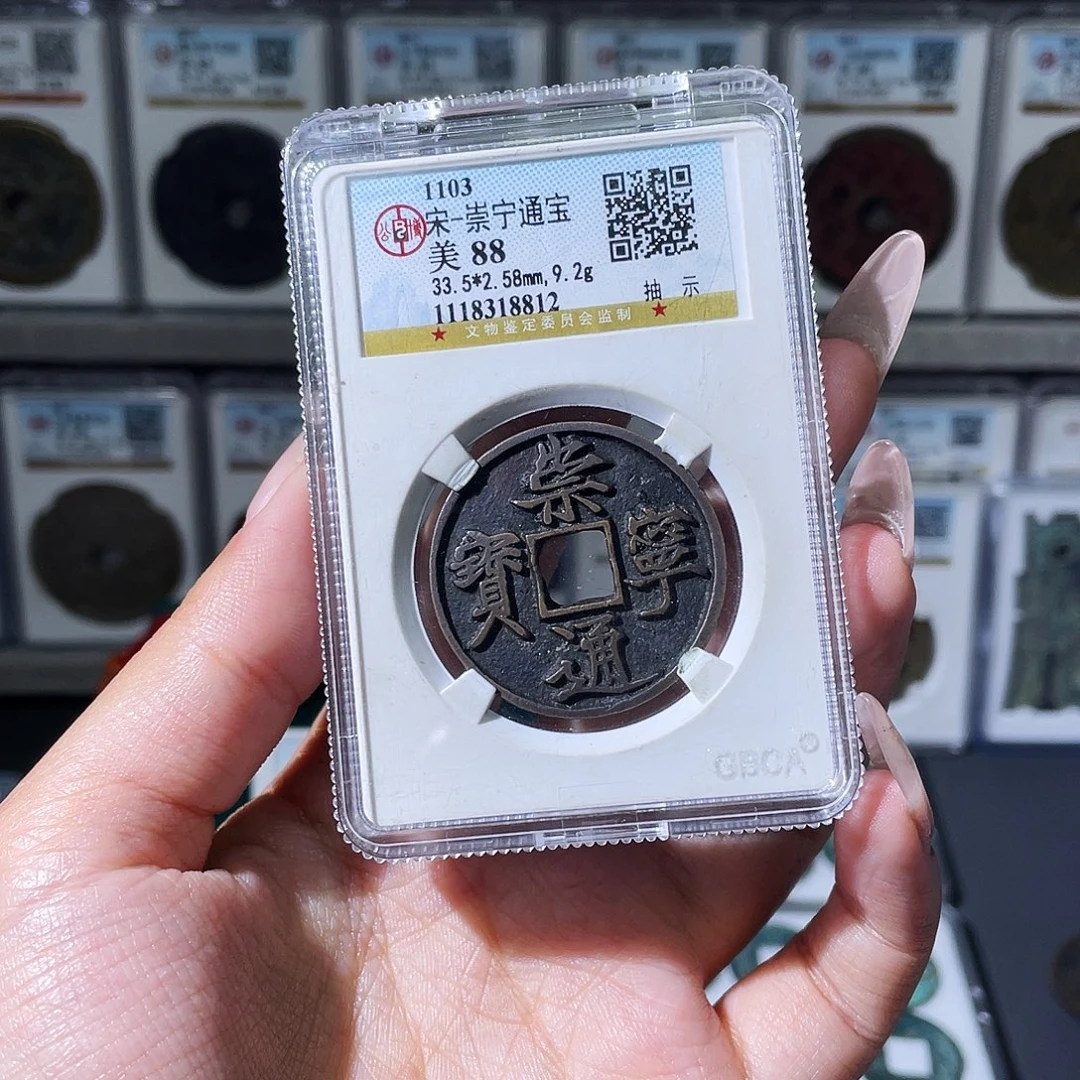 1103
宋-崇宁通宝
美 88
33.5*2.58mm,9.2g
1118318812
抽 示
★ 文物鉴定委员会监制 ★
崇
寧
通
寶
GBCA